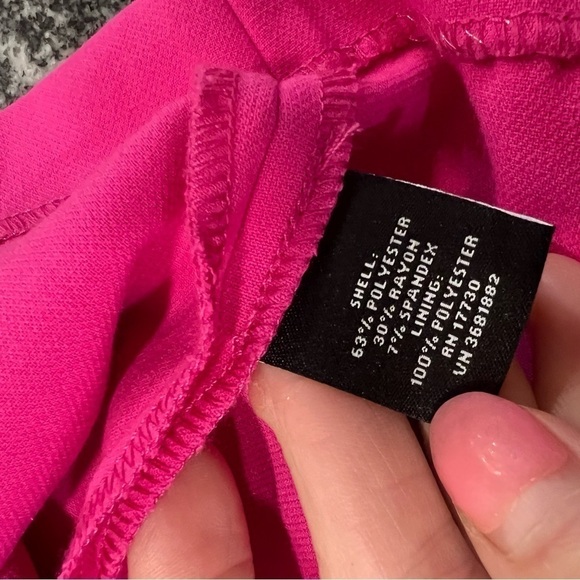 SHELL:
63% POLYESTER
30% RAYON
7% SPANDEX
LINING:
100% POLYESTER
RN 17730
UN 3681882